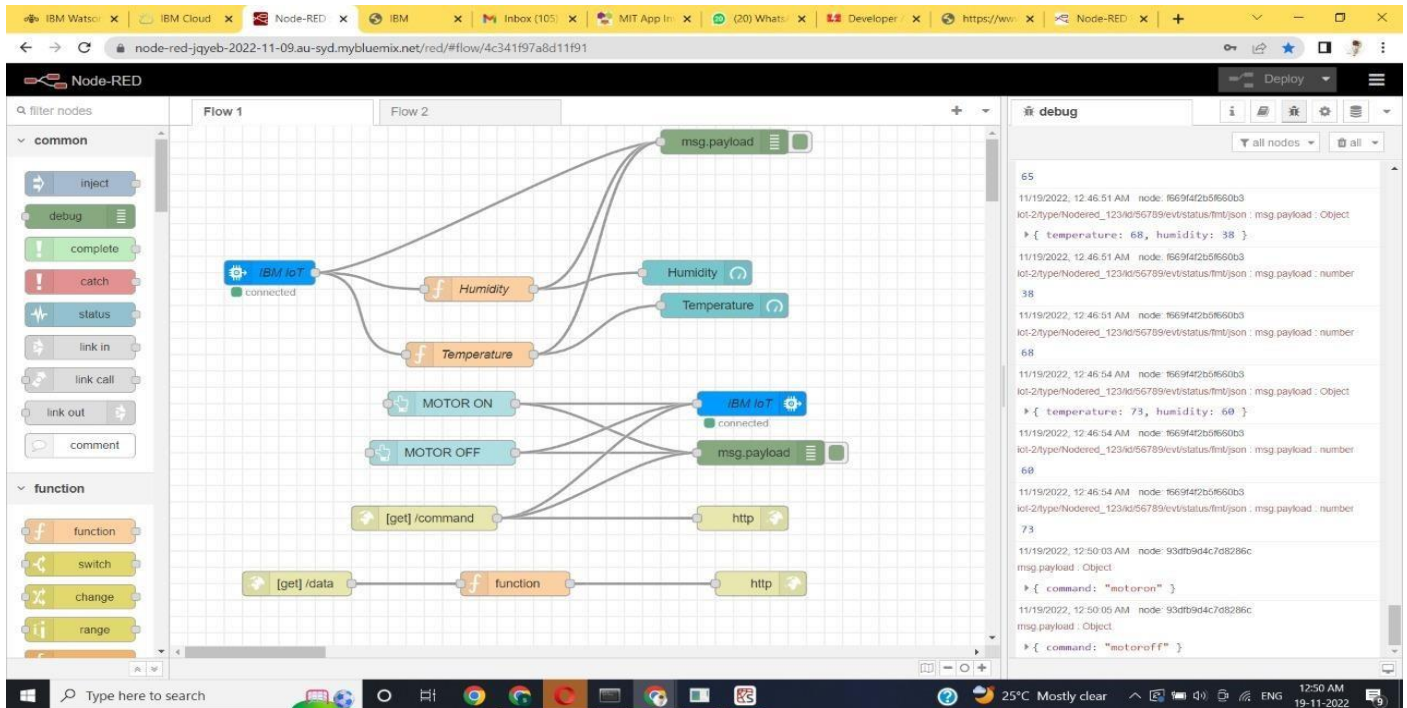 IBM Watson
IBM Cloud
Node-RED
IBM
Inbox (105)
MIT App In
(20) Whats
Developer
https://ww
Node-RED
node-red-jqyeb-2022-11-09.au-syd.mybluemix.net/red/#flow/4c341f97a8d11f91
Node-RED
Deploy
filter nodes
Flow 1
Flow 2
debug
all nodes
all
common
inject
debug
complete
catch
status
link in
link call
link out
comment
function
function
switch
change
range
msg.payload
IBM IoT
connected
Humidity
Humidity
Temperature
Temperature
MOTOR ON
IBM IoT
connected
MOTOR OFF
msg.payload
[get] /command
http
[get] /data
function
http
65
11/19/2022, 12:46:51 AM node: f669f4f2b5f660b3
iot-2/type/Nodered_123/id/56789/evt/status/fmt/json : msg.payload : Object
{ temperature: 68, humidity: 38 }
11/19/2022, 12:46:51 AM node: f669f4f2b5f660b3
iot-2/type/Nodered_123/id/56789/evt/status/fmt/json : msg.payload : number
38
11/19/2022, 12:46:51 AM node: f669f4f2b5f660b3
iot-2/type/Nodered_123/id/56789/evt/status/fmt/json : msg.payload : number
68
11/19/2022, 12:46:54 AM node: f669f4f2b5f660b3
iot-2/type/Nodered_123/id/56789/evt/status/fmt/json : msg.payload : Object
{ temperature: 73, humidity: 60 }
11/19/2022, 12:46:54 AM node: f669f4f2b5f660b3
iot-2/type/Nodered_123/id/56789/evt/status/fmt/json : msg.payload : number
60
11/19/2022, 12:46:54 AM node: f669f4f2b5f660b3
iot-2/type/Nodered_123/id/56789/evt/status/fmt/json : msg.payload : number
73
11/19/2022, 12:50:03 AM node: 93dfb9d4c7d8286c
msg.payload : Object
{ command: "motoron" }
11/19/2022, 12:50:05 AM node: 93dfb9d4c7d8286c
msg.payload : Object
{ command: "motoroff" }
Type here to search
25°C Mostly clear
ENG
12:50 AM
19-11-2022